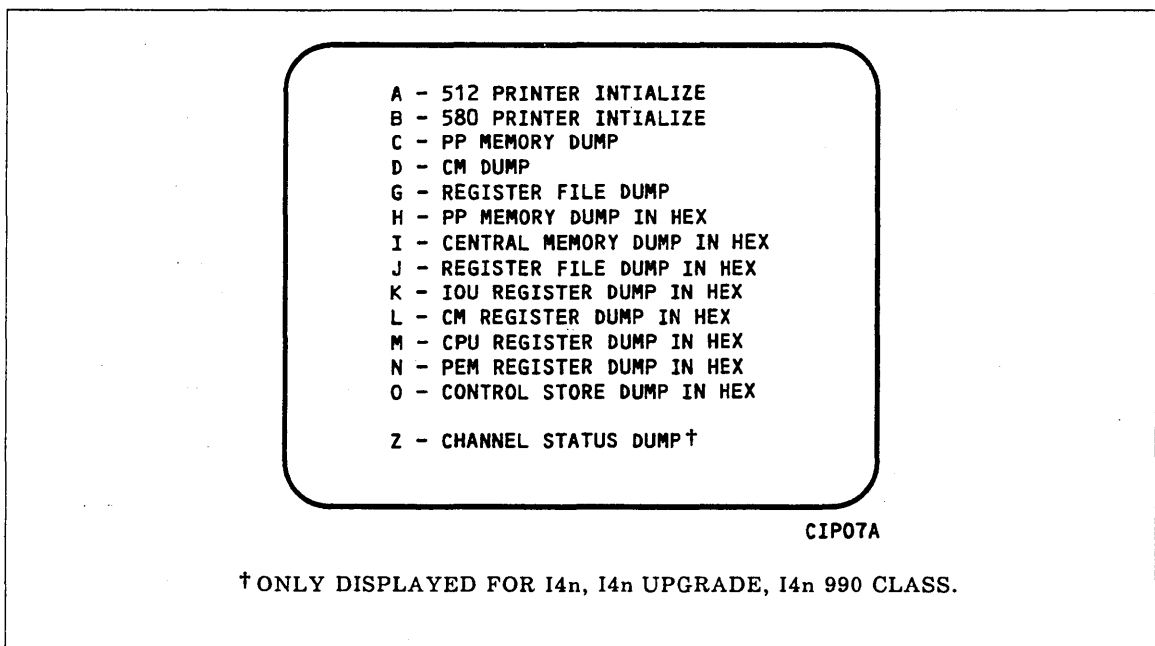 A - 512 PRINTER INTIALIZE
B - 580 PRINTER INTIALIZE
C - PP MEMORY DUMP
D - CM DUMP
G - REGISTER FILE DUMP
H - PP MEMORY DUMP IN HEX
I - CENTRAL MEMORY DUMP IN HEX
J - REGISTER FILE DUMP IN HEX
K - IOU REGISTER DUMP IN HEX
L - CM REGISTER DUMP IN HEX
M - CPU REGISTER DUMP IN HEX
N - PEM REGISTER DUMP IN HEX
O - CONTROL STORE DUMP IN HEX
Z - CHANNEL STATUS DUMP†
CIP07A
†ONLY DISPLAYED FOR I4n, I4n UPGRADE, I4n 990 CLASS.